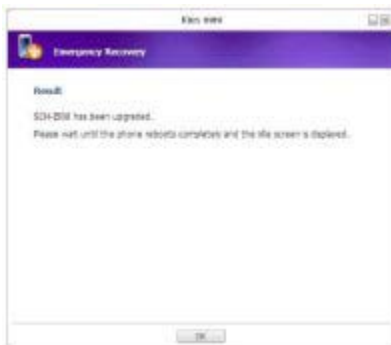 Kies mini
Emergency Recovery
Result
has been upgraded.
Please wait until the phone reboots completely and the idle screen is displayed.
OK